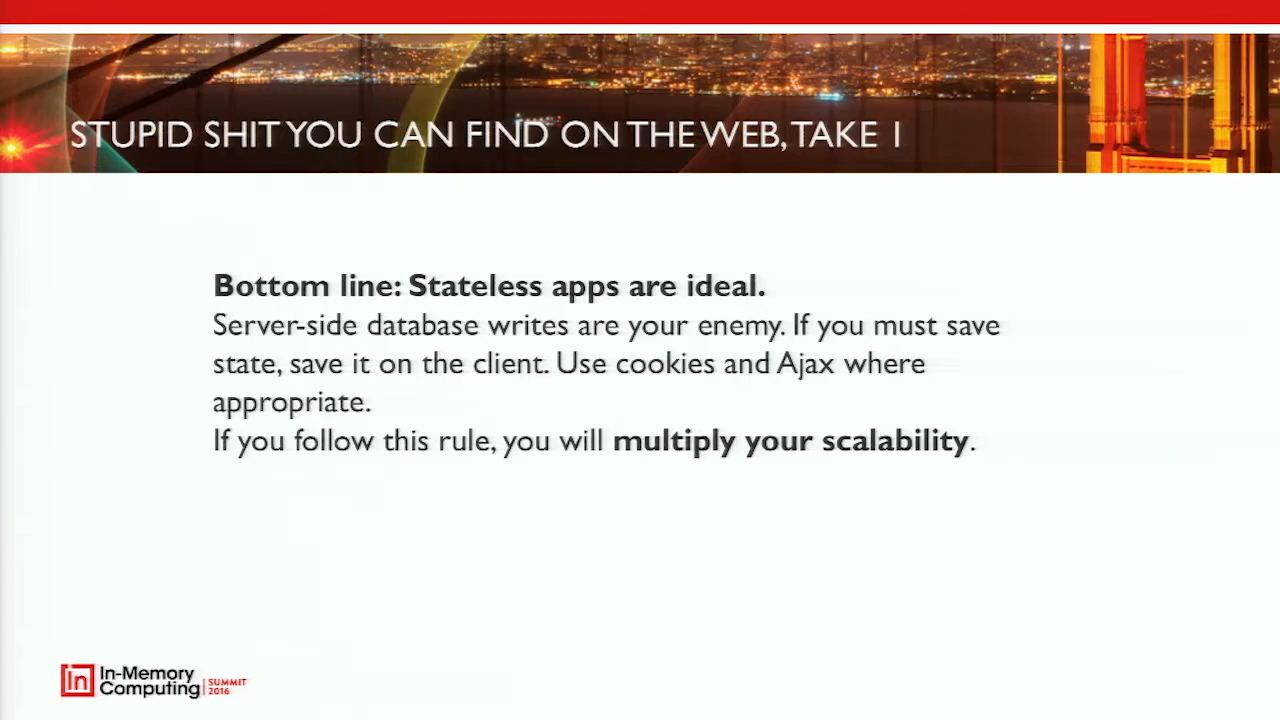 STUPID SHIT YOU CAN FIND ON THE WEB, TAKE 1
Bottom line: Stateless apps are ideal.
Server-side database writes are your enemy. If you must save
state, save it on the client. Use cookies and Ajax where
appropriate.
If you follow this rule, you will multiply your scalability.
In In-Memory
Computing
SUMMIT
2016